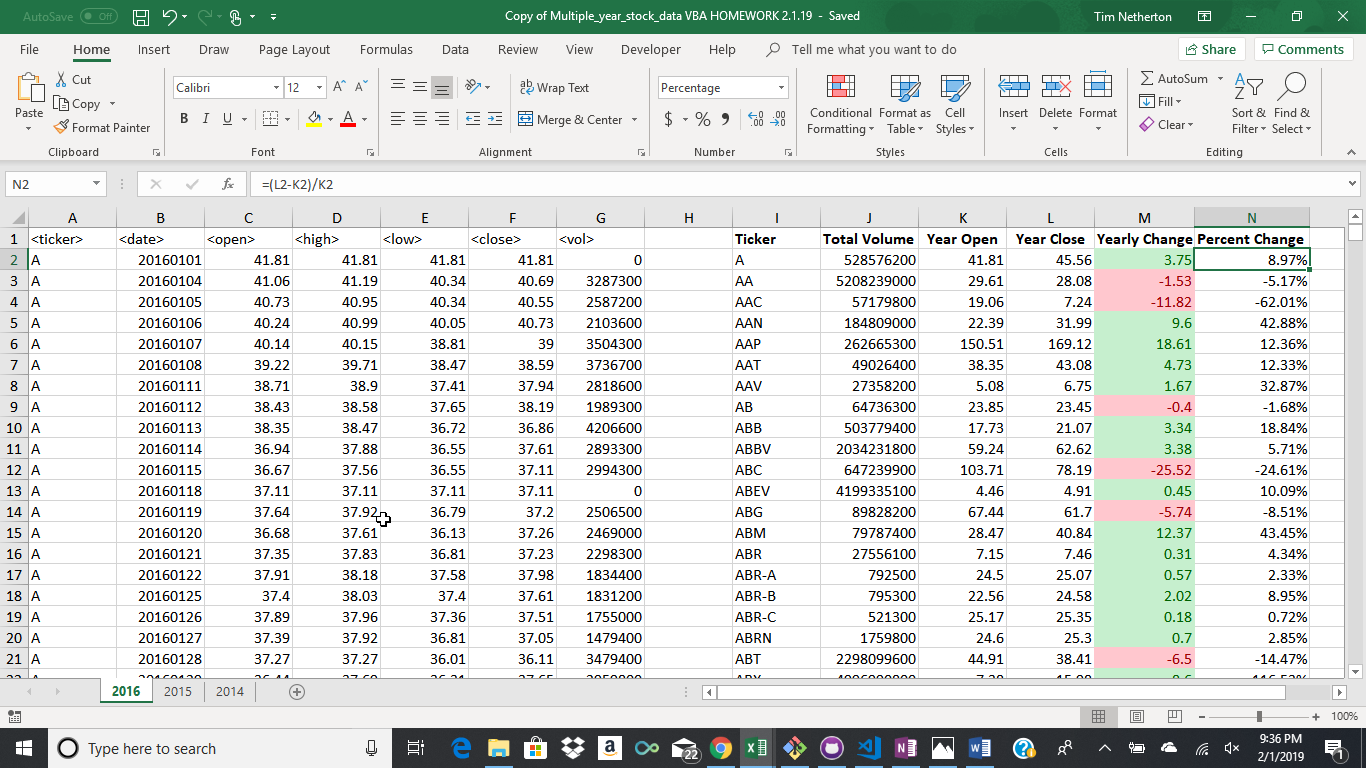 AutoSave Off Copy of Multiple_year_stock_data VBA HOMEWORK 2.1.19 - Saved Tim Netherton
File Home Insert Draw Page Layout Formulas Data Review View Developer Help Tell me what you want to do Share Comments
Paste Cut Copy Format Painter Clipboard
Calibri 12 A A B I U A Font
Wrap Text Merge & Center Alignment
Percentage $ % , Number
Conditional Formatting Format as Table Cell Styles Styles
Insert Delete Format Cells
AutoSum Fill Clear Sort & Filter Find & Select Editing
N2 fx =(L2-K2)/K2
A B C D E F G H I J K L M N
1 <ticker> <date> <open> <high> <low> <close> <vol> Ticker Total Volume Year Open Year Close Yearly Change Percent Change
2 A 20160101 41.81 41.81 41.81 41.81 0 A 528576200 41.81 45.56 3.75 8.97%
3 A 20160104 41.06 41.19 40.34 40.69 3287300 AA 5208239000 29.61 28.08 -1.53 -5.17%
4 A 20160105 40.73 40.95 40.34 40.55 2587200 AAC 57179800 19.06 7.24 -11.82 -62.01%
5 A 20160106 40.24 40.99 40.05 40.73 2103600 AAN 184809000 22.39 31.99 9.6 42.88%
6 A 20160107 40.14 40.15 38.81 39 3504300 AAP 262665300 150.51 169.12 18.61 12.36%
7 A 20160108 39.22 39.71 38.47 38.59 3736700 AAT 49026400 38.35 43.08 4.73 12.33%
8 A 20160111 38.71 38.9 37.41 37.94 2818600 AAV 27358200 5.08 6.75 1.67 32.87%
9 A 20160112 38.43 38.58 37.65 38.19 1989300 AB 64736300 23.85 23.45 -0.4 -1.68%
10 A 20160113 38.35 38.47 36.72 36.86 4206600 ABB 503779400 17.73 21.07 3.34 18.84%
11 A 20160114 36.94 37.88 36.55 37.61 2893300 ABBV 2034231800 59.24 62.62 3.38 5.71%
12 A 20160115 36.67 37.56 36.55 37.11 2994300 ABC 647239900 103.71 78.19 -25.52 -24.61%
13 A 20160118 37.11 37.11 37.11 37.11 0 ABEV 4199335100 4.46 4.91 0.45 10.09%
14 A 20160119 37.64 37.92 36.79 37.2 2506500 ABG 89828200 67.44 61.7 -5.74 -8.51%
15 A 20160120 36.68 37.61 36.13 37.26 2469000 ABM 79787400 28.47 40.84 12.37 43.45%
16 A 20160121 37.35 37.83 36.81 37.23 2298300 ABR 27556100 7.15 7.46 0.31 4.34%
17 A 20160122 37.91 38.18 37.58 37.98 1834400 ABR-A 792500 24.5 25.07 0.57 2.33%
18 A 20160125 37.4 38.03 37.4 37.61 1831200 ABR-B 795300 22.56 24.58 2.02 8.95%
19 A 20160126 37.89 37.96 37.36 37.51 1755000 ABR-C 521300 25.17 25.35 0.18 0.72%
20 A 20160127 37.39 37.92 36.81 37.05 1479400 ABRN 1759800 24.6 25.3 0.7 2.85%
21 A 20160128 37.27 37.27 36.01 36.11 3479400 ABT 2298099600 44.91 38.41 -6.5 -14.47%
2016 2015 2014
100%
Type here to search 22 9:36 PM
2/1/2019 1